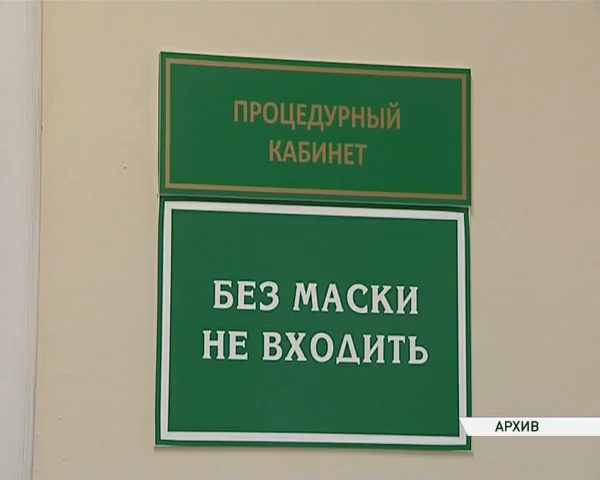 ПРОЦЕДУРНЫЙ
КАБИНЕТ
БЕЗ МАСКИ
НЕ ВХОДИТЬ
АРХИВ